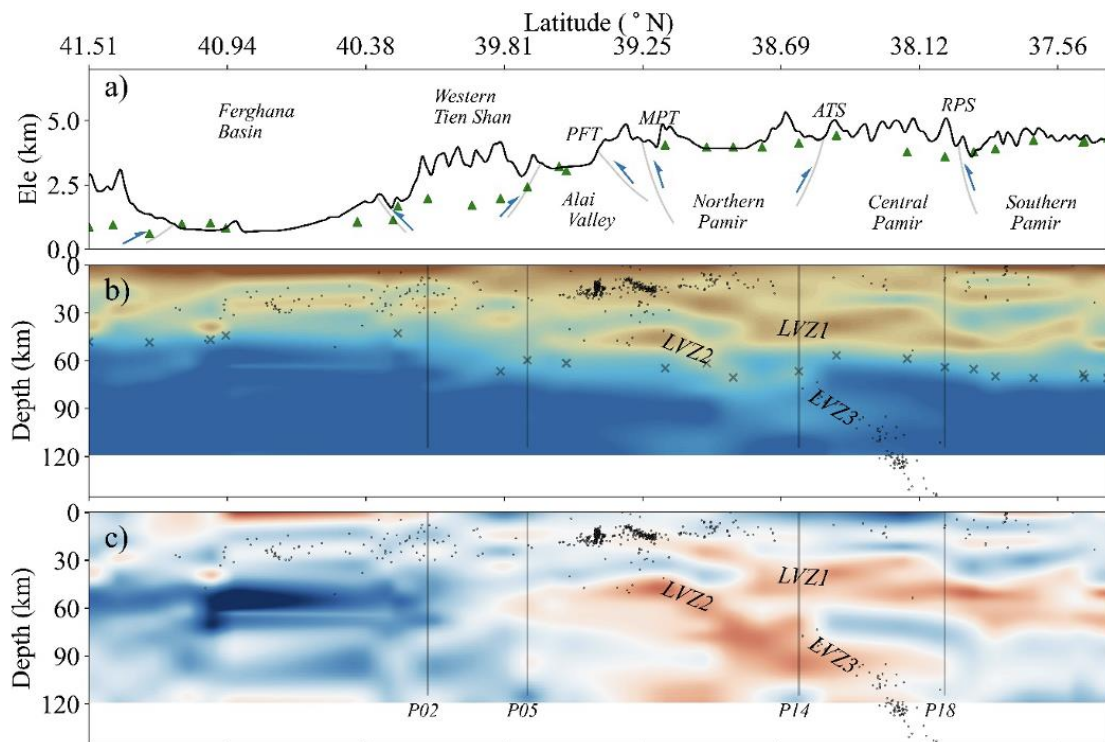 Latitude (° N)
41.51 40.94 40.38 39.81 39.25 38.69 38.12 37.56
a)
Ele (km)
5.0
2.5
0.0
Ferghana
Basin
Western
Tien Shan
PFT
MPT
ATS
RPS
Alai
Valley
Northern
Pamir
Central
Pamir
Southern
Pamir
b)
Depth (km)
0
30
60
90
120
LVZ1
LVZ2
LVZ3
c)
Depth (km)
0
30
60
90
120
LVZ1
LVZ2
LVZ3
P02 P05 P14 P18